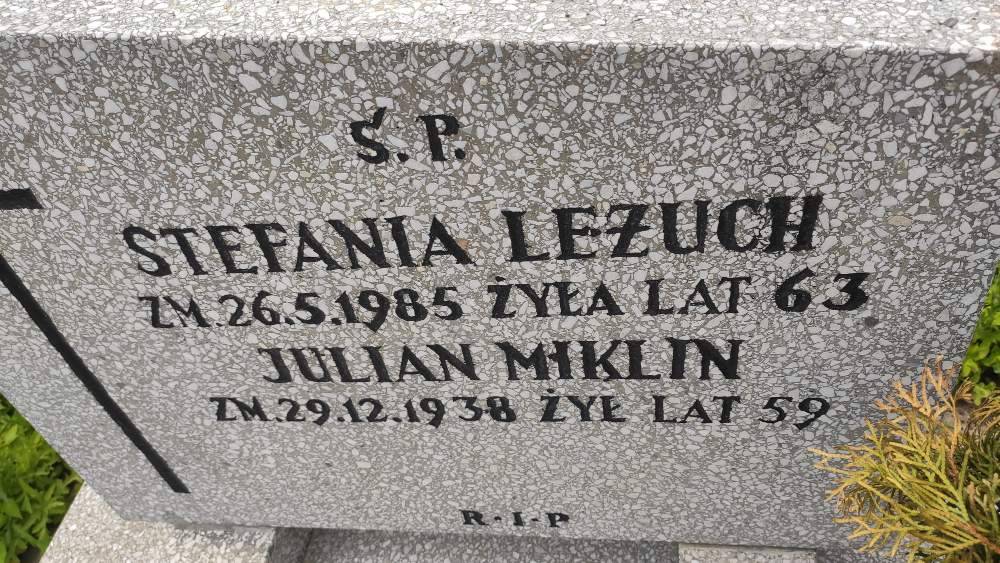 Ś. P.
STEFANIA LEŻUCH
ZM. 26.5.1985 ŻYŁA LAT 63
JULIAN MIKLIN
ZM. 29.12.1938 ŻYŁ LAT 59
R·I·P